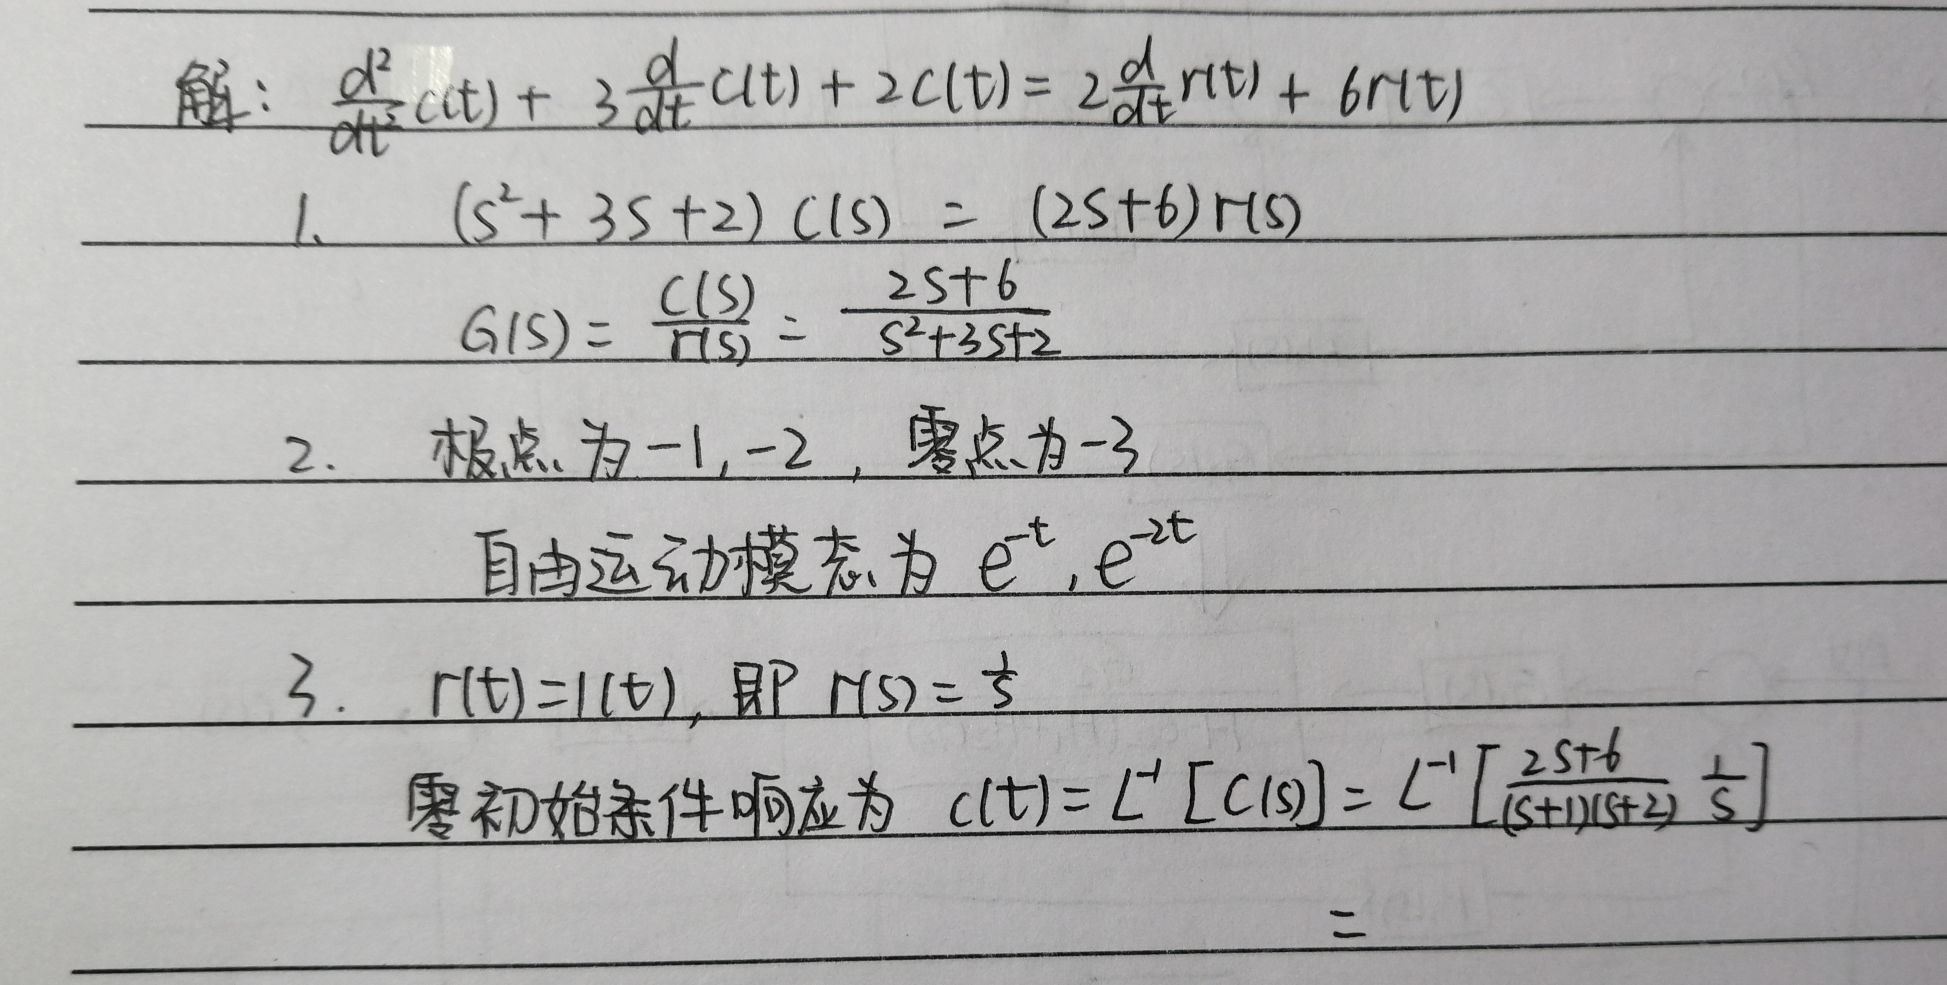 解: d²/dt² c(t) + 3 d/dt c(t) + 2c(t) = 2 d/dt r(t) + 6r(t)
1. (s²+3s+2) C(s) = (2s+6) r(s)
G(s) = C(s)/r(s) = 2s+6/s²+3s+2
2. 极点为-1,-2, 零点为-3
自由运动模态为 e^-t, e^-2t
3. r(t)=1(t), 即 r(s)=1/s
零初始条件响应为 c(t)=L^-1[C(s)]=L^-1[2s+6/(s+1)(s+2) 1/s]
=